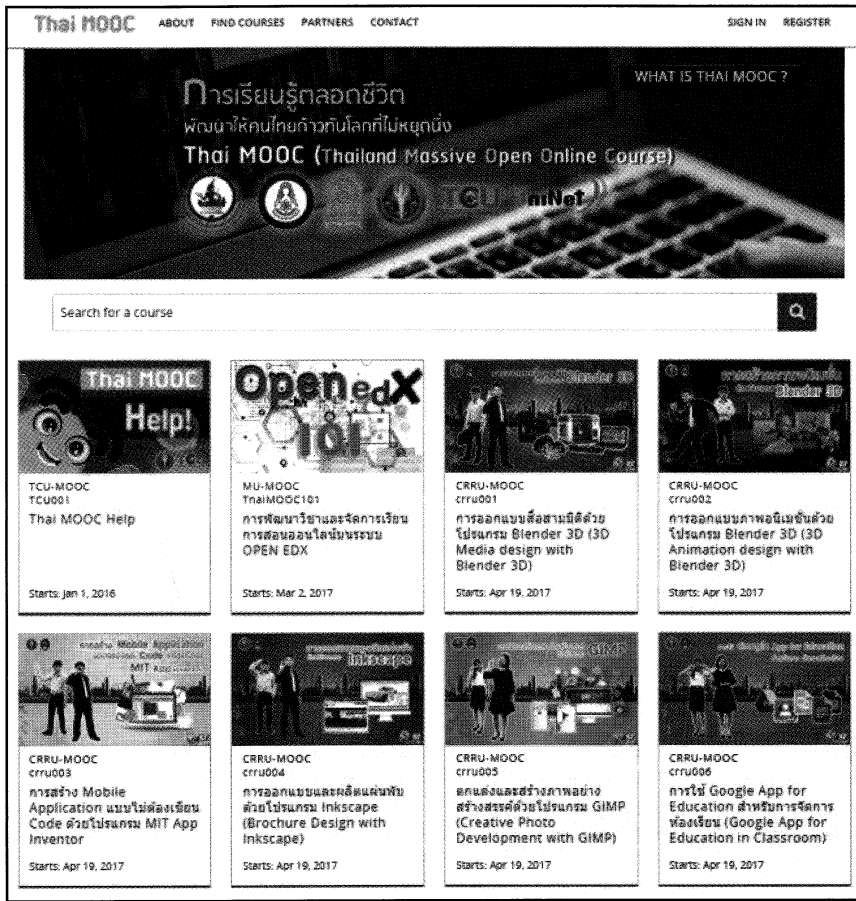 Thai MOOC ABOUT FIND COURSES PARTNERS CONTACT SIGN IN REGISTER
WHAT IS THAI MOOC ?
การเรียนรู้ตลอดชีวิต
พัฒนาให้คนไทยก้าวทันโลกที่ไม่หยุดนิ่ง
Thai MOOC (Thailand Massive Open Online Course)
TCU
Search for a course
Thai MOOC
Help!
TCU-MOOC
TCU001
Thai MOOC Help
Starts: Jan 1, 2016
Open edX
101
MU-MOOC
ThaiMOOC101
การพัฒนาวิชาและจัดการเรียน
การสอนออนไลน์บนระบบ
OPEN EDX
Starts: Mar 2, 2017
Blender 3D
CRRU-MOOC
crru001
การออกแบบสื่อสามมิติด้วย
โปรแกรม Blender 3D (3D
Media design with
Blender 3D)
Starts: Apr 19, 2017
Blender 3D
CRRU-MOOC
crru002
การออกแบบภาพอนิเมชั่นด้วย
โปรแกรม Blender 3D (3D
Animation design with
Blender 3D)
Starts: Apr 19, 2017
การสร้าง Mobile Application
Code
MIT App
CRRU-MOOC
crru003
การสร้าง Mobile
Application แบบไม่ต้องเขียน
Code ด้วยโปรแกรม MIT App
Inventor
Starts: Apr 19, 2017
Inkscape
CRRU-MOOC
crru004
การออกแบบและผลิตแผ่นพับ
ด้วยโปรแกรม Inkscape
(Brochure Design with
Inkscape)
Starts: Apr 19, 2017
GIMP
CRRU-MOOC
crru005
ตกแต่งและสร้างภาพอย่าง
สร้างสรรค์ด้วยโปรแกรม GIMP
(Creative Photo
Development with GIMP)
Starts: Apr 19, 2017
Google App for Education
CRRU-MOOC
crru006
การใช้ Google App for
Education สำหรับการจัดการ
ห้องเรียน (Google App for
Education in Classroom)
Starts: Apr 19, 2017